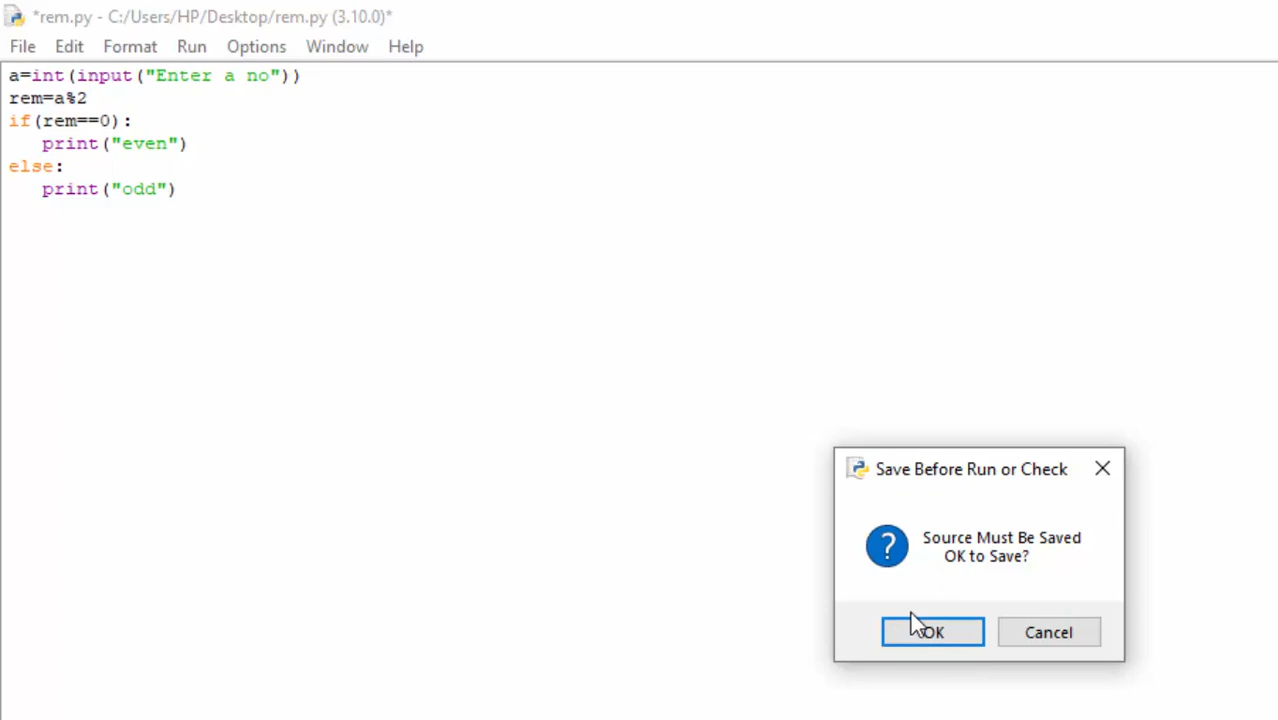 *rem.py - C:/Users/HP/Desktop/rem.py (3.10.0)*
File Edit Format Run Options Window Help
a=int(input("Enter a no"))
rem=a%2
if(rem==0):
   print("even")
else:
   print("odd")
Save Before Run or Check
Source Must Be Saved
OK to Save?
OK Cancel